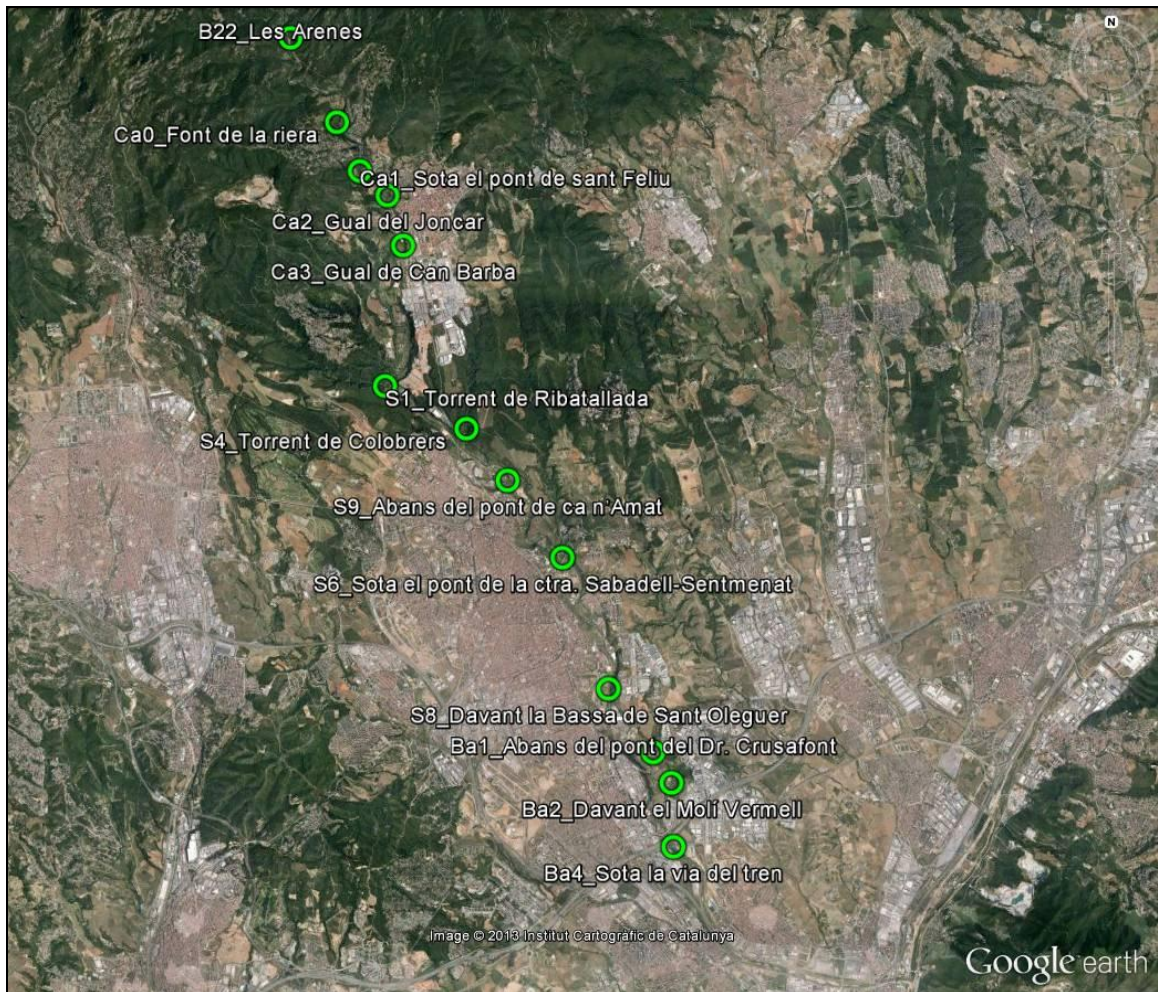 N
B22_Les Arenes
Ca0_Font de la riera
Ca1_Sota el pont de sant Feliu
Ca2_Gual del Joncar
Ca3_Gual de Can Barba
S1_Torrent de Ribatallada
S4_Torrent de Colobrers
S9_Abans del pont de ca n'Amat
S6_Sota el pont de la ctra. Sabadell-Sentmenat
S8_Davant la Bassa de Sant Oleguer
Ba1_Abans del pont del Dr. Crusafont
Ba2_Davant el Molí Vermell
Ba4_Sota la via del tren
Image © 2013 Institut Cartogràfic de Catalunya
Google earth